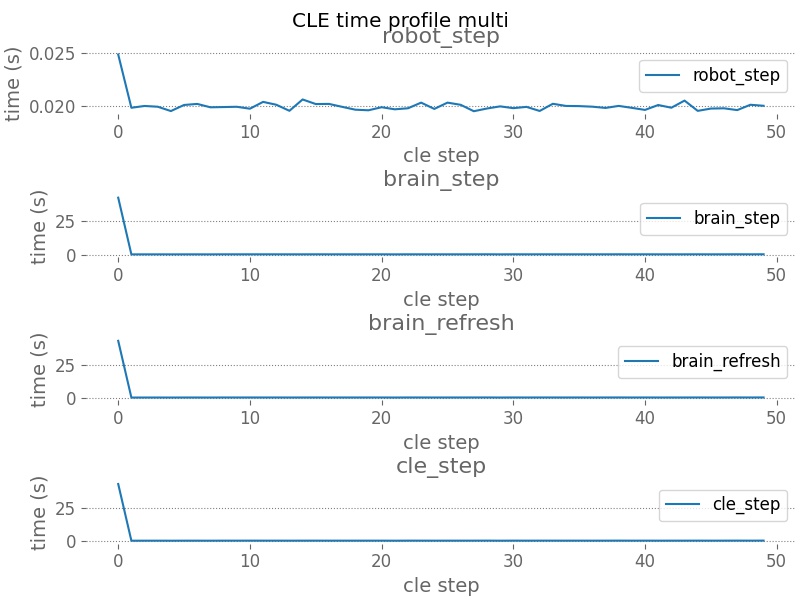 CLE time profile multi
robot_step
time (s)
0.025
0.020
robot_step
0 10 20 30 40 50
cle step
brain_step
time (s)
25
0
brain_step
0 10 20 30 40 50
cle step
brain_refresh
time (s)
25
0
brain_refresh
0 10 20 30 40 50
cle step
cle_step
time (s)
25
0
cle_step
0 10 20 30 40 50
cle step